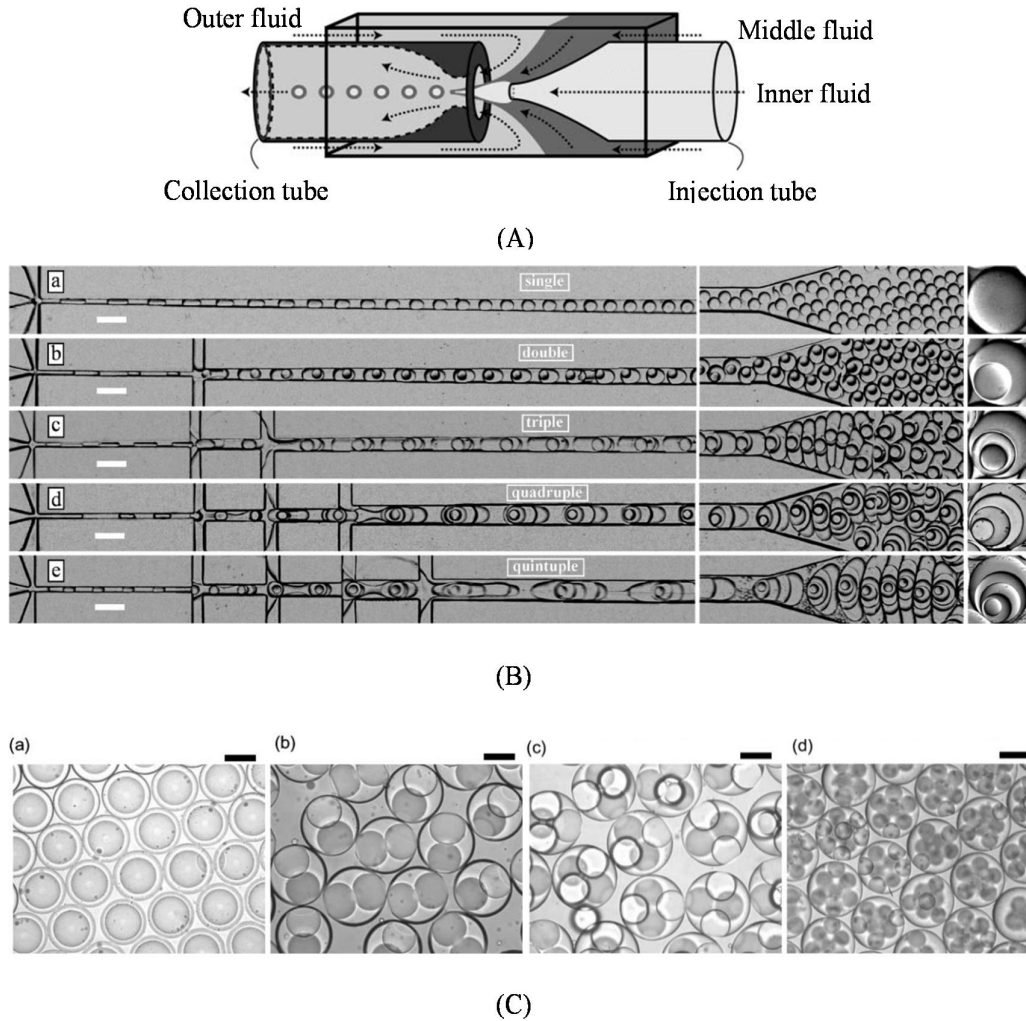 Outer fluid
Middle fluid
Inner fluid
Collection tube
Injection tube
(A)
a
single
b
double
c
triple
d
quadruple
e
quintuple
(B)
(a)
(b)
(c)
(d)
(C)